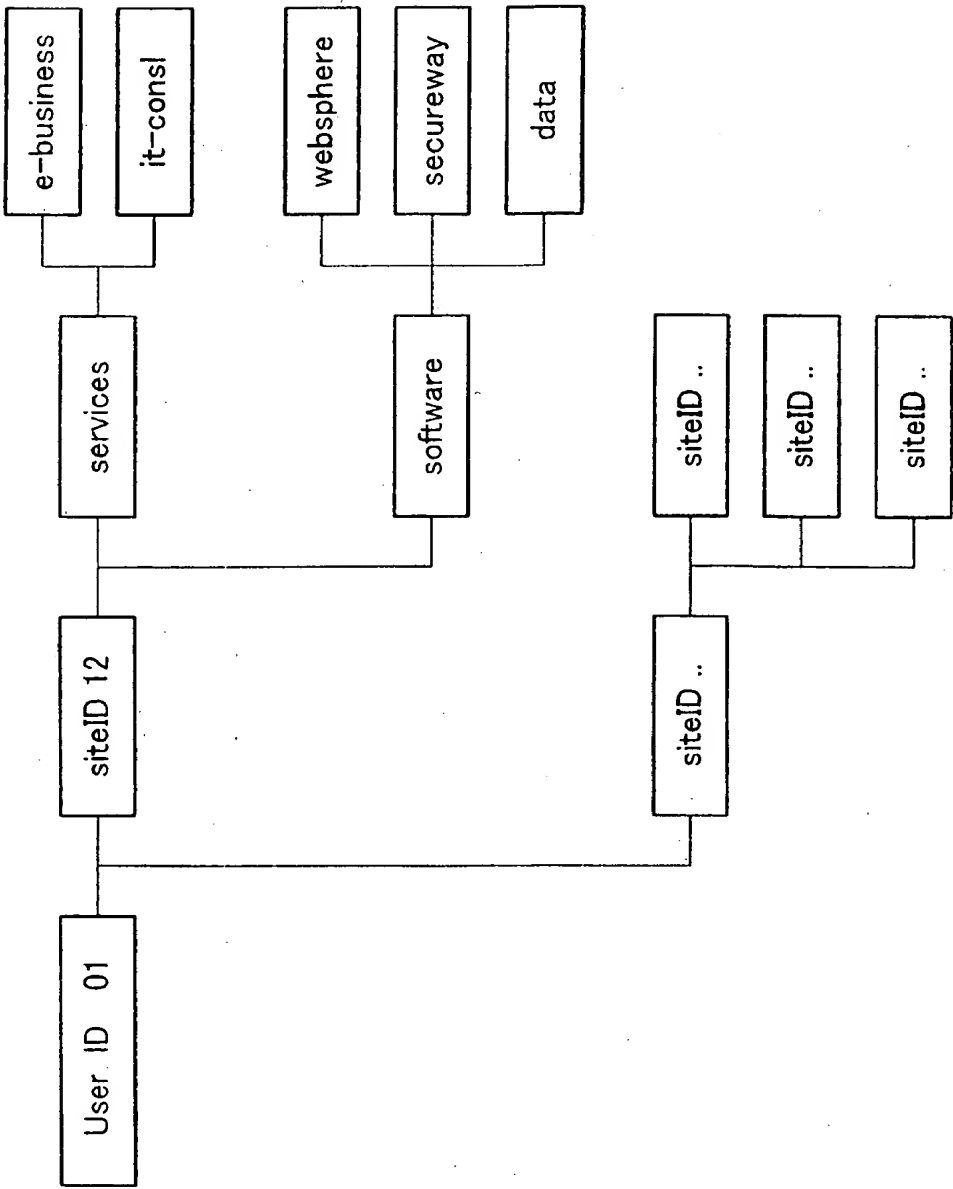 User ID 01
siteID 12
services
e-business
it-consl
software
websphere
secureway
data
siteID ..
siteID ..
siteID ..
siteID ..